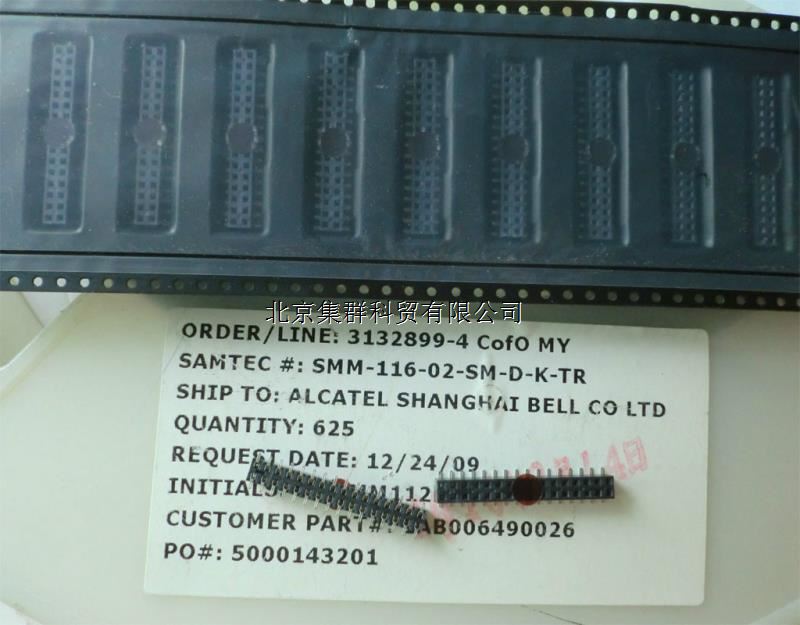 北京集群科贸有限公司
ORDER/LINE: 3132899-4 CofO MY
SAMTEC #: SMM-116-02-SM-D-K-TR
SHIP TO: ALCATEL SHANGHAI BELL CO LTD
QUANTITY: 625
REQUEST DATE: 12/24/09
INITIALS
CUSTOMER PART#: AB006490026
PO#: 5000143201